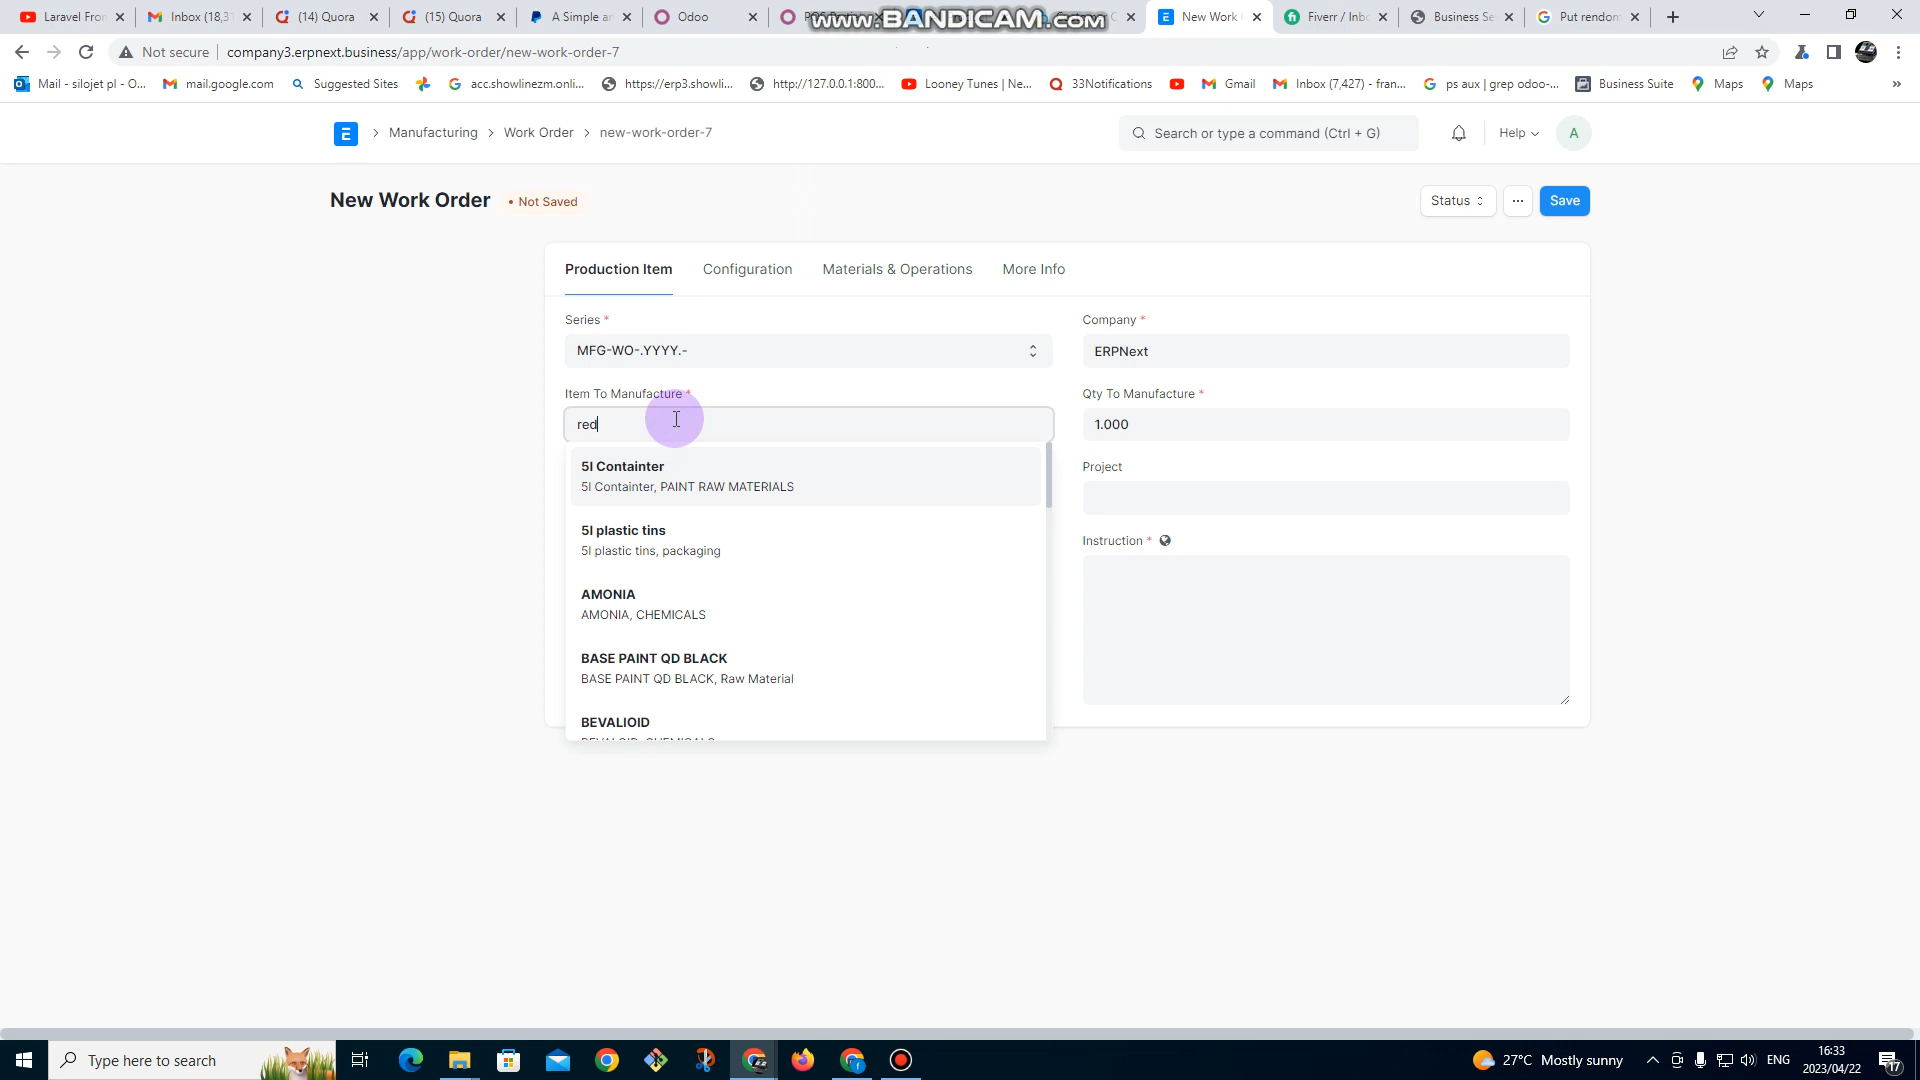 Laravel Fron
Inbox (18,31
(14) Quora
(15) Quora
A Simple an
Odoo
www.BANDICAM.com
New Work
Fiverr / Inbo
Business Se
Put rendom
Not secure
company3.erpnext.business/app/work-order/new-work-order-7
Mail - silojet pl - O...
mail.google.com
Suggested Sites
acc.showlinezm.onli...
https://erp3.showli...
http://127.0.0.1:800...
Looney Tunes | Ne...
33Notifications
Gmail
Inbox (7,427) - fran...
ps aux | grep odoo-...
Business Suite
Maps
Maps
»
E
Manufacturing
Work Order
new-work-order-7
Search or type a command (Ctrl + G)
Help
A
New Work Order
• Not Saved
Status
...
Save
Production Item
Configuration
Materials & Operations
More Info
Series *
MFG-WO-.YYYY.-
Company *
ERPNext
Item To Manufacture *
red
Qty To Manufacture *
1.000
5l Containter
5l Containter, PAINT RAW MATERIALS
5l plastic tins
5l plastic tins, packaging
AMONIA
AMONIA, CHEMICALS
BASE PAINT QD BLACK
BASE PAINT QD BLACK, Raw Material
BEVALIOID
Project
Instruction *
Type here to search
27°C Mostly sunny
ENG
16:33
2023/04/22
17